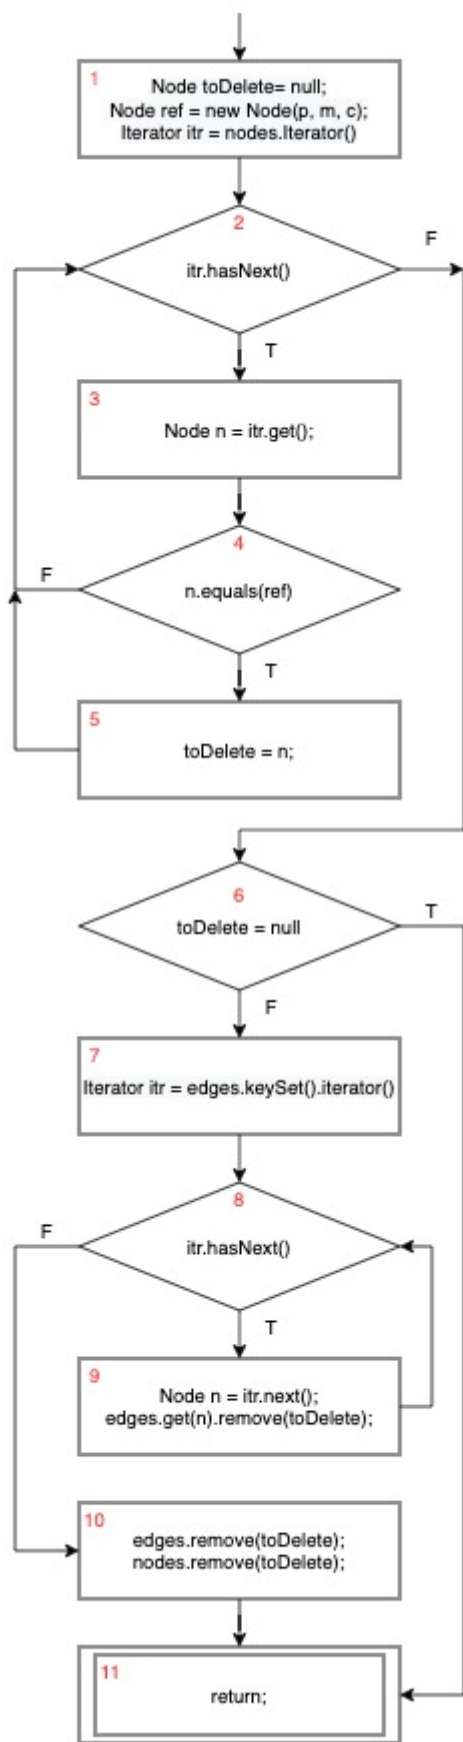 1
Node toDelete= null;
Node ref = new Node(p, m, c);
Iterator itr = nodes.Iterator()
2
F
itr.hasNext()
T
3
Node n = itr.get();
4
F
n.equals(ref)
T
5
toDelete = n;
6
T
toDelete = null
F
7
Iterator itr = edges.keySet().iterator()
8
F
itr.hasNext()
T
9
Node n = itr.next();
edges.get(n).remove(toDelete);
10
edges.remove(toDelete);
nodes.remove(toDelete);
11
return;